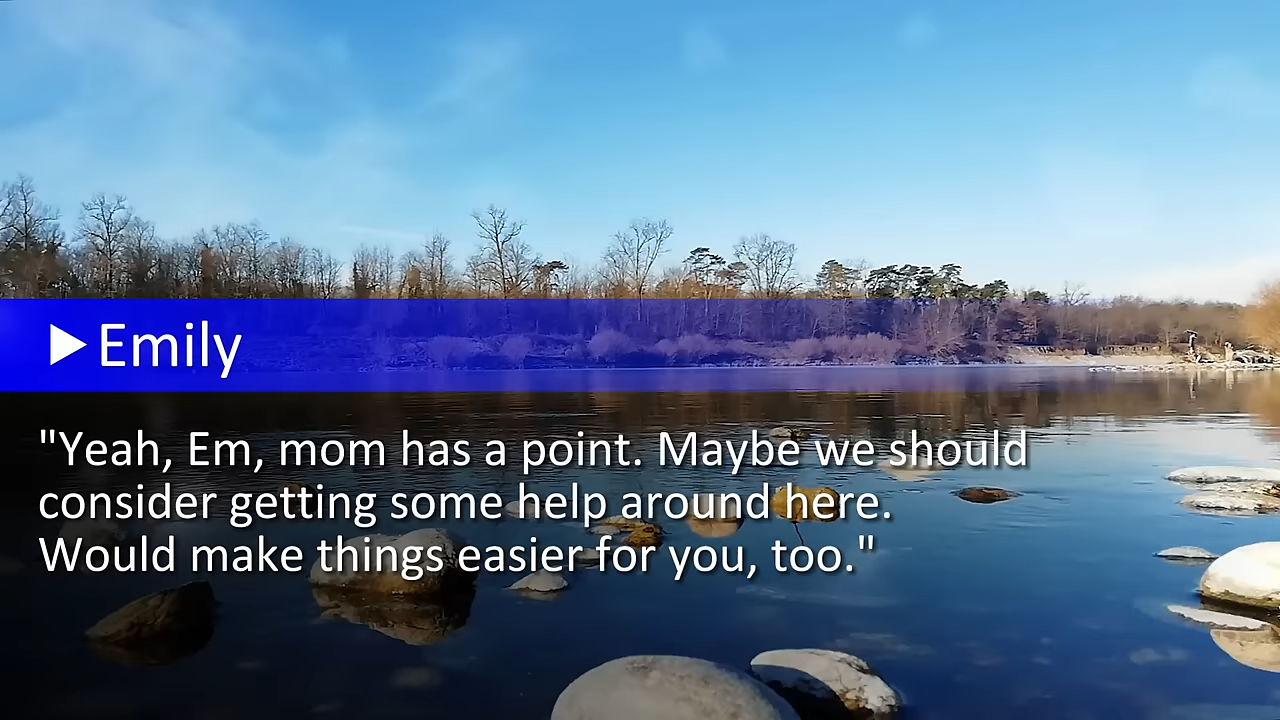 Emily
"Yeah, Em, mom has a point. Maybe we should
consider getting some help around here.
Would make things easier for you, too."